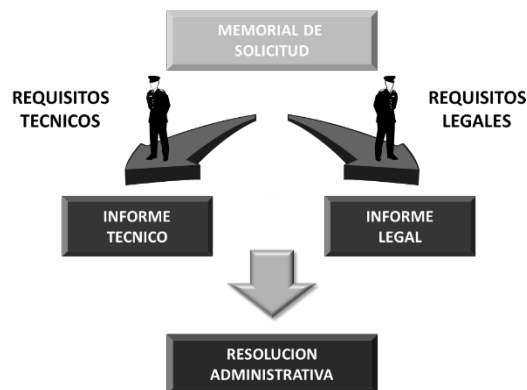 MEMORIAL DE
SOLICITUD
REQUISITOS
TECNICOS
REQUISITOS
LEGALES
INFORME
TECNICO
INFORME
LEGAL
RESOLUCION
ADMINISTRATIVA